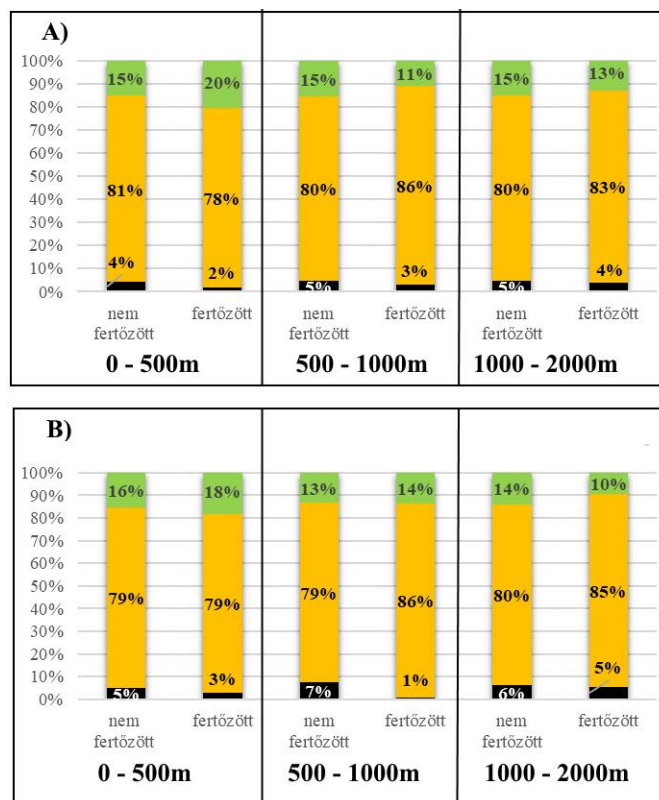 A)
100%
90%
80%
70%
60%
50%
40%
30%
20%
10%
0%
15% 20% 15% 11% 15% 13%
81% 78% 80% 86% 80% 83%
4% 2% 5% 3% 5% 4%
nem fertőzött nem fertőzött nem fertőzött
fertőzött fertőzött fertőzött
0 - 500m 500 - 1000m 1000 - 2000m
B)
100%
90%
80%
70%
60%
50%
40%
30%
20%
10%
0%
16% 18% 13% 14% 14% 10%
79% 79% 79% 86% 80% 85%
5% 3% 7% 1% 6% 5%
nem fertőzött nem fertőzött nem fertőzött
fertőzött fertőzött fertőzött
0 - 500m 500 - 1000m 1000 - 2000m